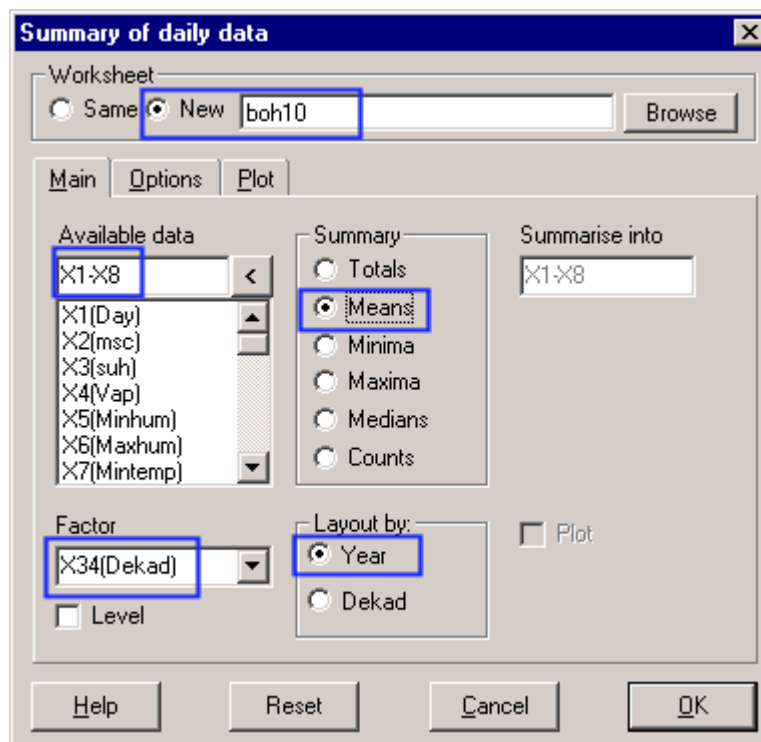 Summary of daily data
Worksheet
Same New boh10 Browse
Main Options Plot
Available data
X1-X8 <
X1(Day)
X2(msc)
X3(suh)
X4(Vap)
X5(Minhum)
X6(Maxhum)
X7(Mintemp)
Summary
Totals
Means
Minima
Maxima
Medians
Counts
Summarise into
X1-X8
Factor
X34(Dekad)
Level
Layout by:
Year
Dekad
Plot
Help Reset Cancel OK